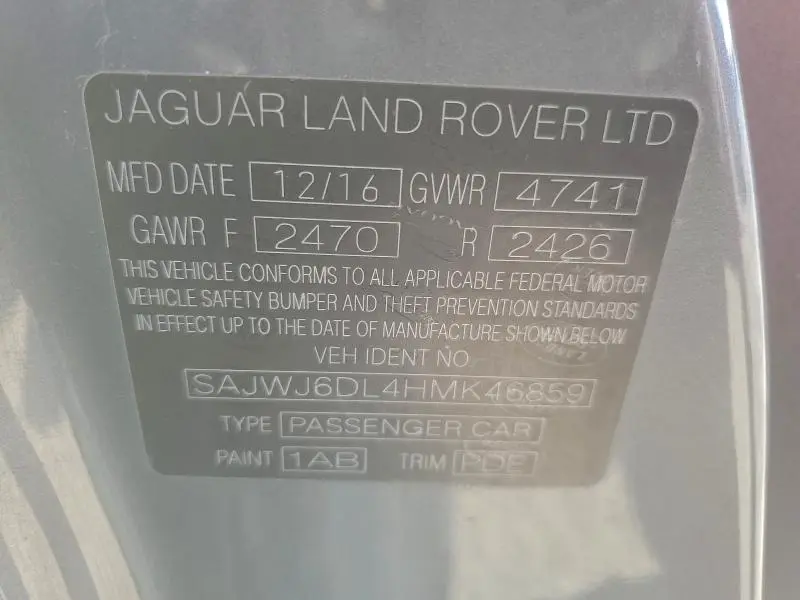 JAGUAR LAND ROVER LTD
MFD DATE 12/16 GVWR 4741
GAWR F 2470 R 2426
THIS VEHICLE CONFORMS TO ALL APPLICABLE FEDERAL MOTOR
VEHICLE SAFETY BUMPER AND THEFT PREVENTION STANDARDS
IN EFFECT UP TO THE DATE OF MANUFACTURE SHOWN BELOW
VEH IDENT NO
SAJWJ6DL4HMK46859
TYPE PASSENGER CAR
PAINT 1AB TRIM PDE